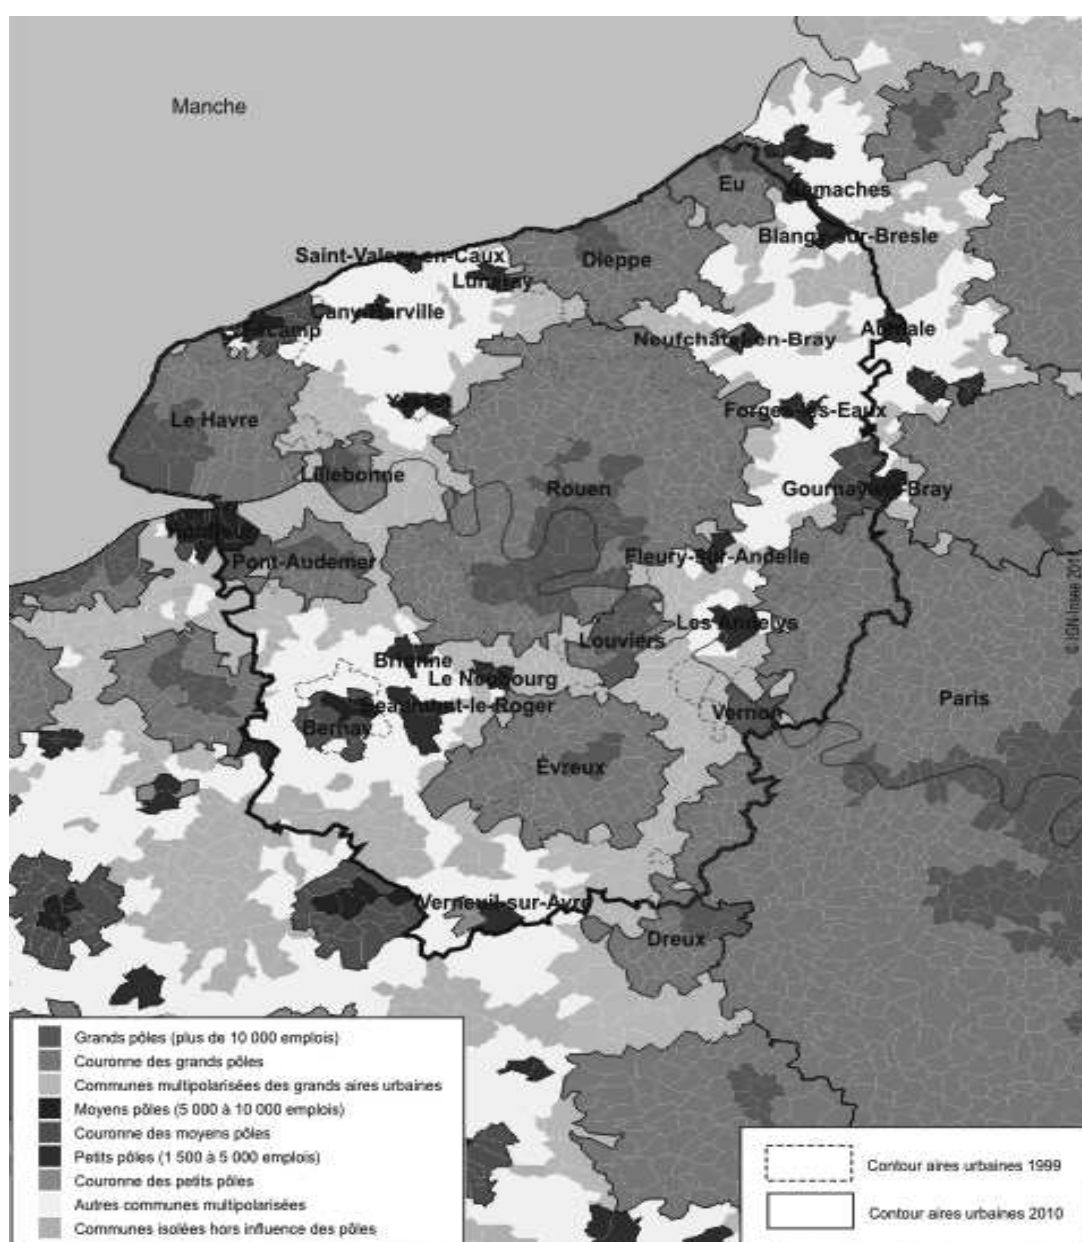 Manche
Eu
Gamaches
Blangy-sur-Bresle
Saint-Valery-en-Caux
Dieppe
Luneray
Cany-Barville
Fécamp
Neufchâtel-en-Bray
Aumale
Yvetot
Forges-les-Eaux
Le Havre
Lillebonne
Rouen
Gournay-en-Bray
Pont-Audemer
Fleury-sur-Andelle
Les Andelys
Louviers
Brionne
Le Neubourg
Beaumont-le-Roger
Bernay
Vernon
Paris
Évreux
Verneuil-sur-Avre
Dreux
Grands pôles (plus de 10 000 emplois)
Couronne des grands pôles
Communes multipolarisées des grands aires urbaines
Moyens pôles (5 000 à 10 000 emplois)
Couronne des moyens pôles
Petits pôles (1 500 à 5 000 emplois)
Couronne des petits pôles
Autres communes multipolarisées
Communes isolées hors influence des pôles
Contour aires urbaines 1999
Contour aires urbaines 2010
© IGN-Insee 201